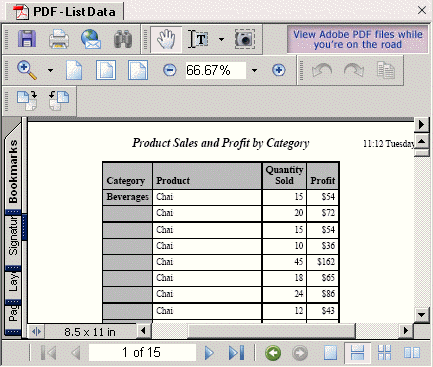 PDF - List Data
View Adobe PDF files while
you're on the road
66.67%
Bookmarks
Signatur
Lay
Pag
Product Sales and Profit by Category
11:12 Tuesday
Category Product Quantity Sold Profit
Beverages Chai 15 $54
Chai 20 $72
Chai 15 $54
Chai 10 $36
Chai 45 $162
Chai 18 $65
Chai 24 $86
Chai 12 $43
8.5 x 11 in
1 of 15